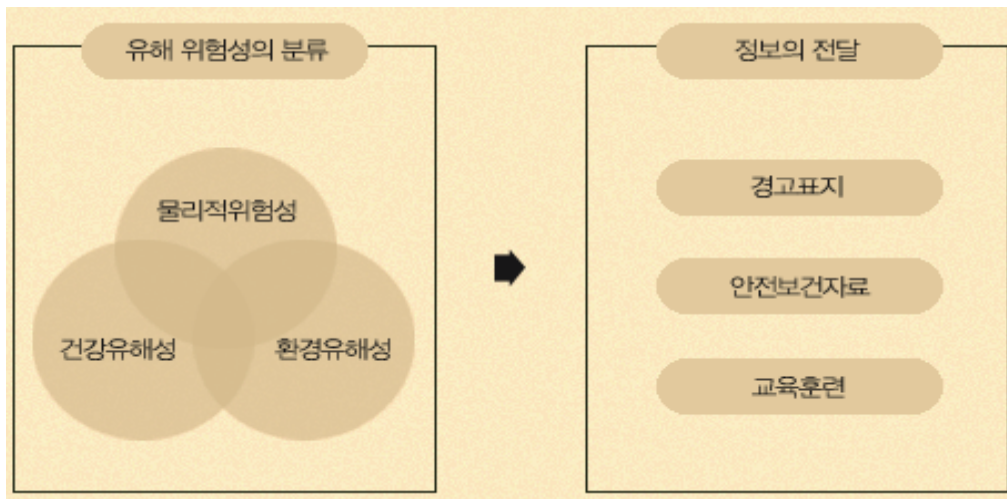 유해 위험성의 분류
물리적위험성
건강유해성
환경유해성
정보의 전달
경고표지
안전보건자료
교육훈련